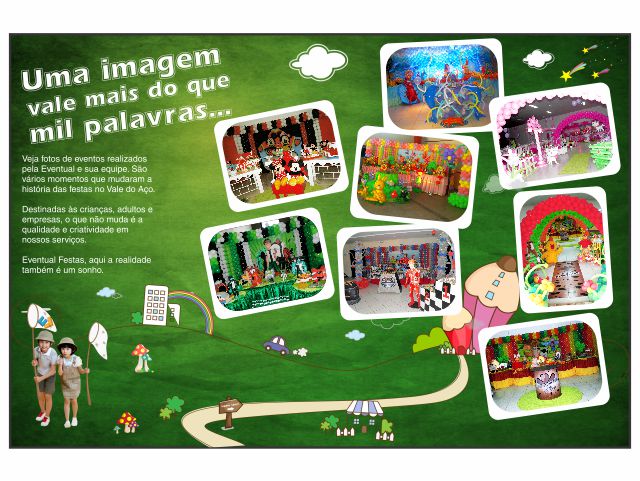 Uma imagem
vale mais do que
mil palavras...
Veja fotos de eventos realizados
pela Eventual e sua equipe. São
vários momentos que mudaram a
história das festas no Vale do Aço.
Destinadas às crianças, adultos e
empresas, o que não muda é a
qualidade e criatividade em
nossos serviços.
Eventual Festas, aqui a realidade
também é um sonho.